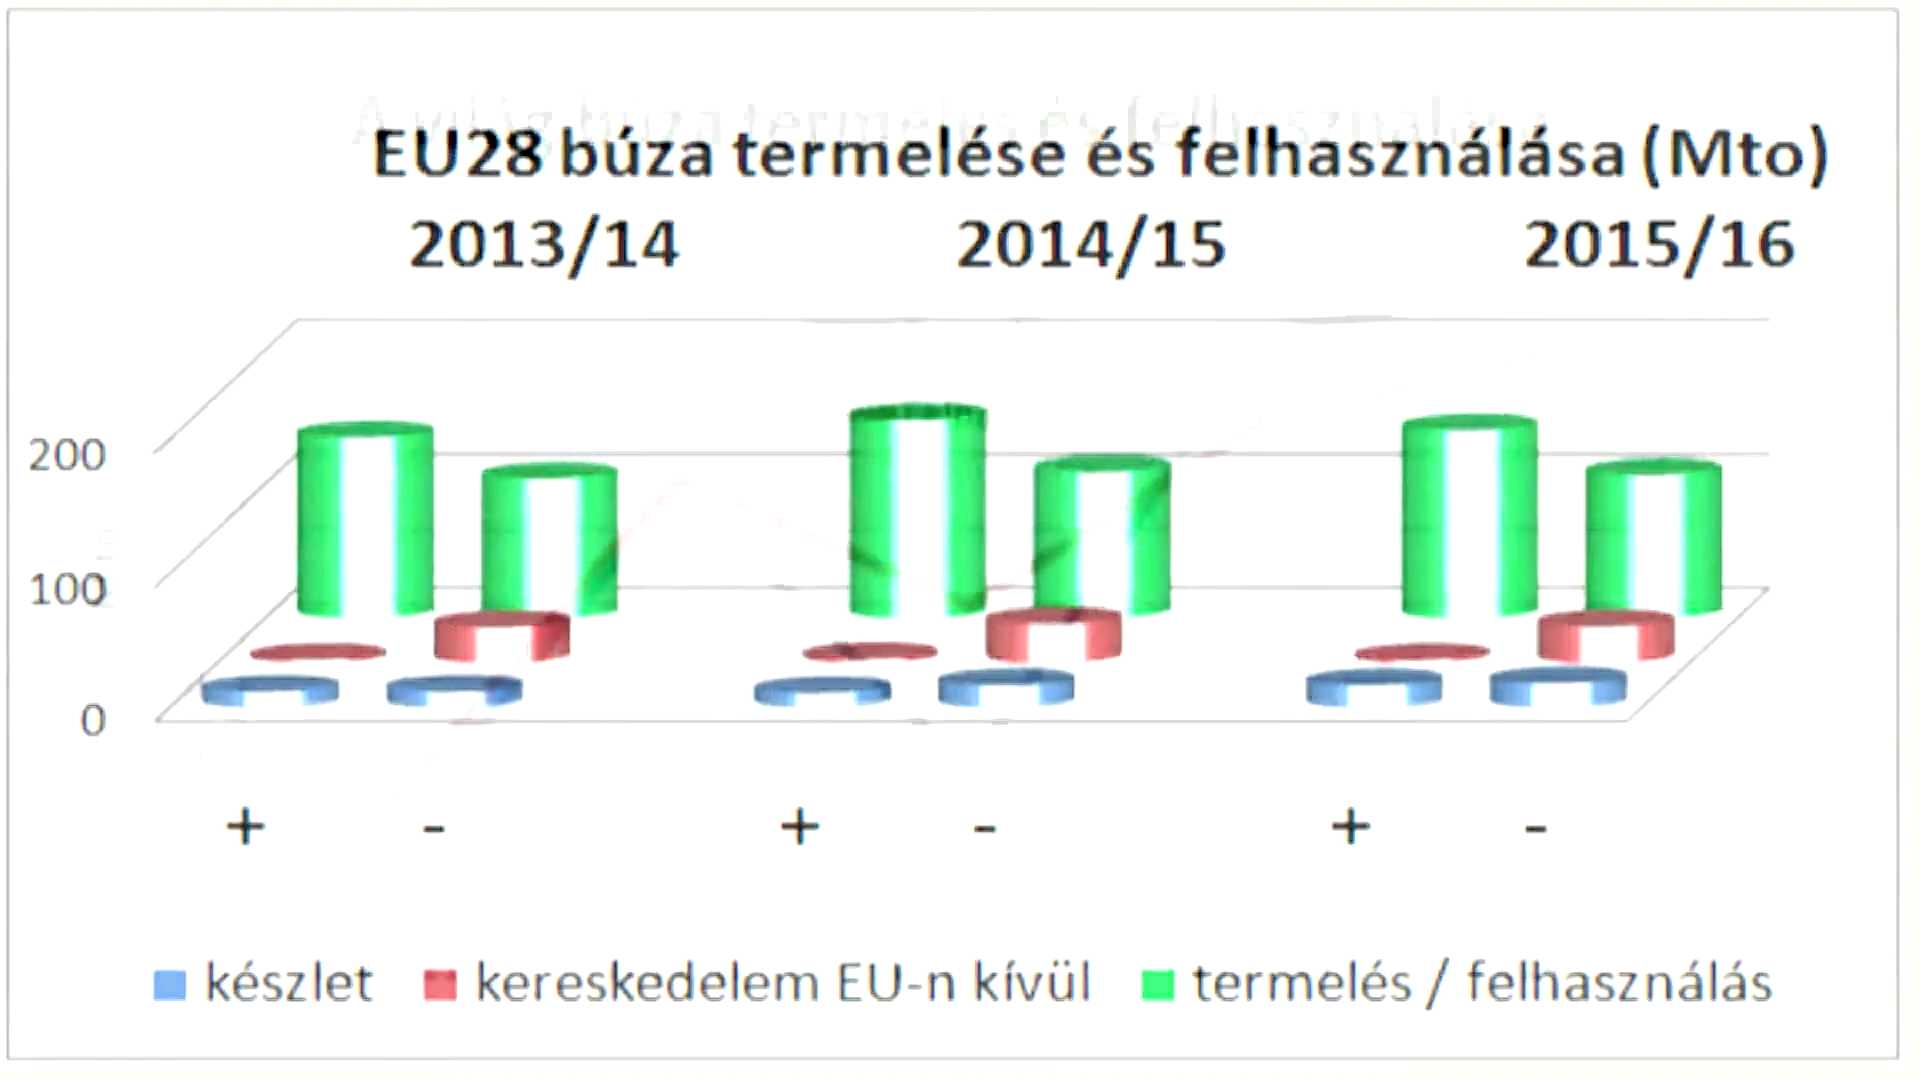 EU28 búza termelése és felhasználása (Mto)
2013/14 2014/15 2015/16
200
100
0
+ - + - + -
készlet kereskedelem EU-n kívül termelés / felhasználás